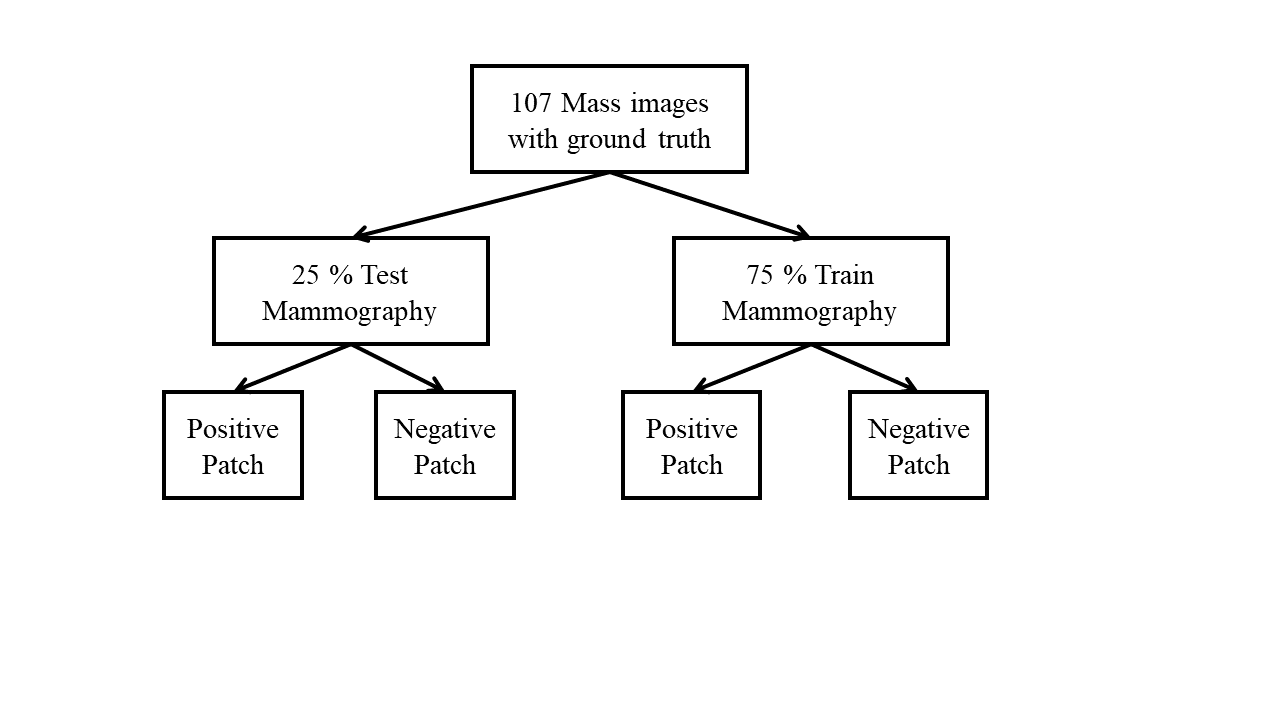 107 Mass images
with ground truth
25 % Test
Mammography
75 % Train
Mammography
Positive
Patch
Negative
Patch
Positive
Patch
Negative
Patch